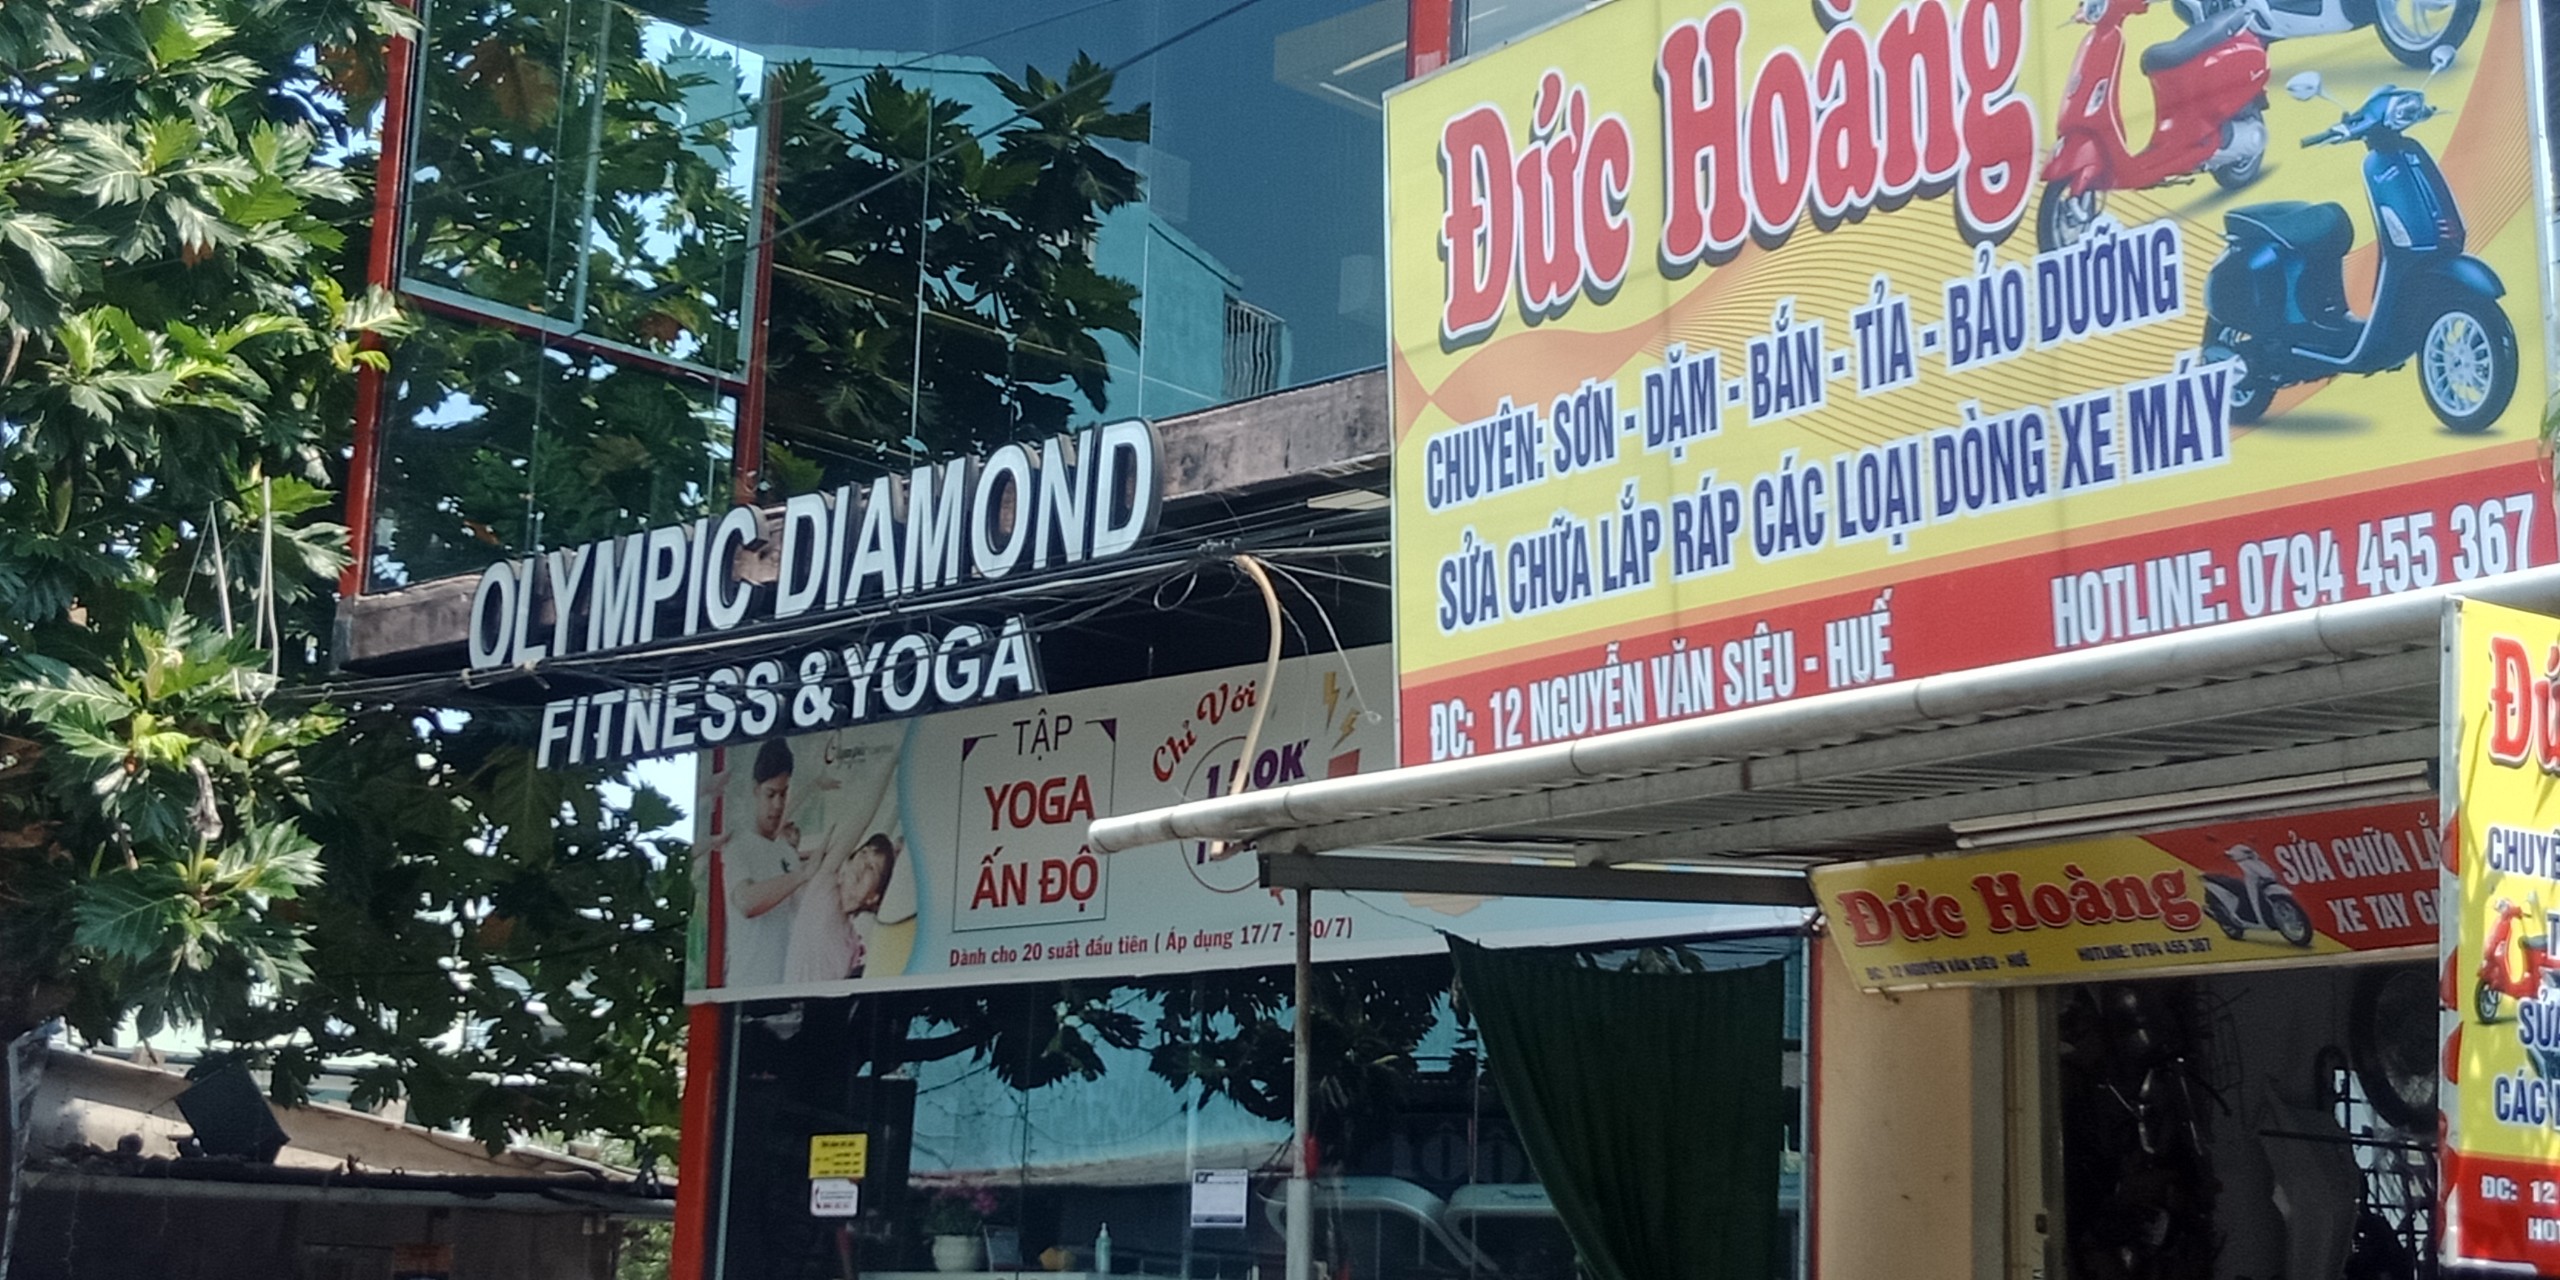 Đức Hoàng
CHUYÊN: SƠN - DẶM - BẮN - TỈA - BẢO DƯỠNG
SỬA CHỮA LẮP RÁP CÁC LOẠI DÒNG XE MÁY
ĐC: 12 NGUYỄN VĂN SIÊU - HUẾ
HOTLINE: 0794 455 367
OLYMPIC DIAMOND
FITNESS & YOGA
TẬP
YOGA
ẤN ĐỘ
Chỉ Với
Dành cho 20 suất đầu tiên ( Áp dụng 17/7 -
Đức Hoàng
ĐC: 12 NGUYỄN VĂN SIÊU - HUẾ
HOTLINE: 0794 455 367
SỬA CHỮA
XE TAY
ĐC: 12